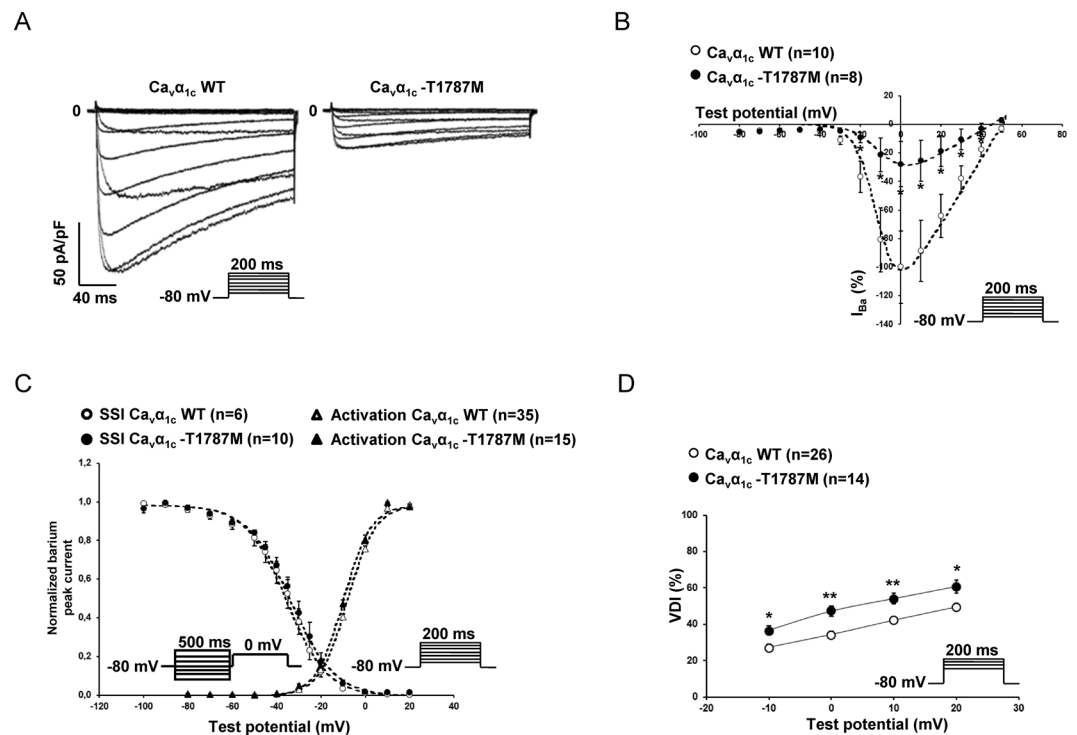 A
Caᵥα₁c WT
Caᵥα₁c -T1787M
0
0
50 pA/pF
40 ms
200 ms
-80 mV
B
Caᵥα₁c WT (n=10)
Caᵥα₁c -T1787M (n=8)
Test potential (mV)
-100 -80 -60 -40 -20 0 20 40 60 80
20
0
-20
-40
-60
-80
-100
-120
-140
I_Ba (%)
* * * * * * *
200 ms
-80 mV
C
SSI Caᵥα₁c WT (n=6)
Activation Caᵥα₁c WT (n=35)
SSI Caᵥα₁c -T1787M (n=10)
Activation Caᵥα₁c -T1787M (n=15)
Normalized barium
peak current
1,2
1,0
0,8
0,6
0,4
0,2
0,0
500 ms
0 mV
-80 mV
200 ms
-80 mV
-120 -100 -80 -60 -40 -20 0 20 40
Test potential (mV)
D
Caᵥα₁c WT (n=26)
Caᵥα₁c -T1787M (n=14)
VDI (%)
100
80
60
40
20
0
* ** ** *
200 ms
-80 mV
-20 -10 0 10 20 30
Test potential (mV)